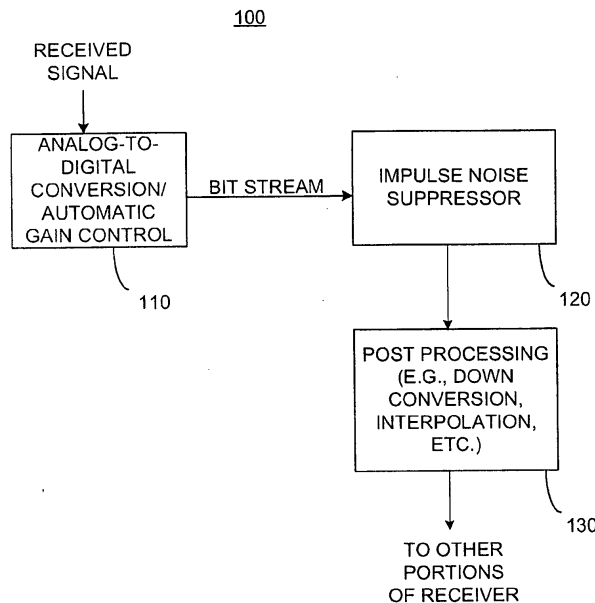 100
RECEIVED
SIGNAL
ANALOG-TO-
DIGITAL
CONVERSION/
AUTOMATIC
GAIN CONTROL
110
BIT STREAM
IMPULSE NOISE
SUPPRESSOR
120
POST PROCESSING
(E.G., DOWN
CONVERSION,
INTERPOLATION,
ETC.)
130
TO OTHER
PORTIONS
OF RECEIVER